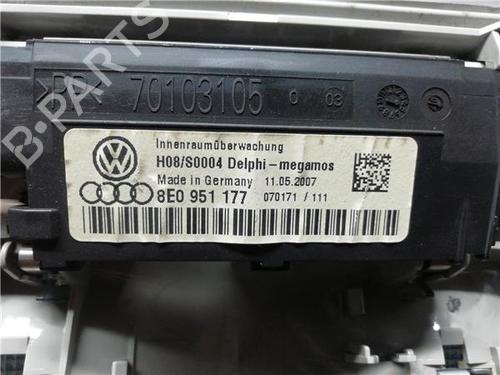 B-PARTS
70103105
03
Innenraumüberwachung
H08/S0004 Delphi-megamos
Made in Germany 11.05.2007
8E0 951 177 070171 / 111